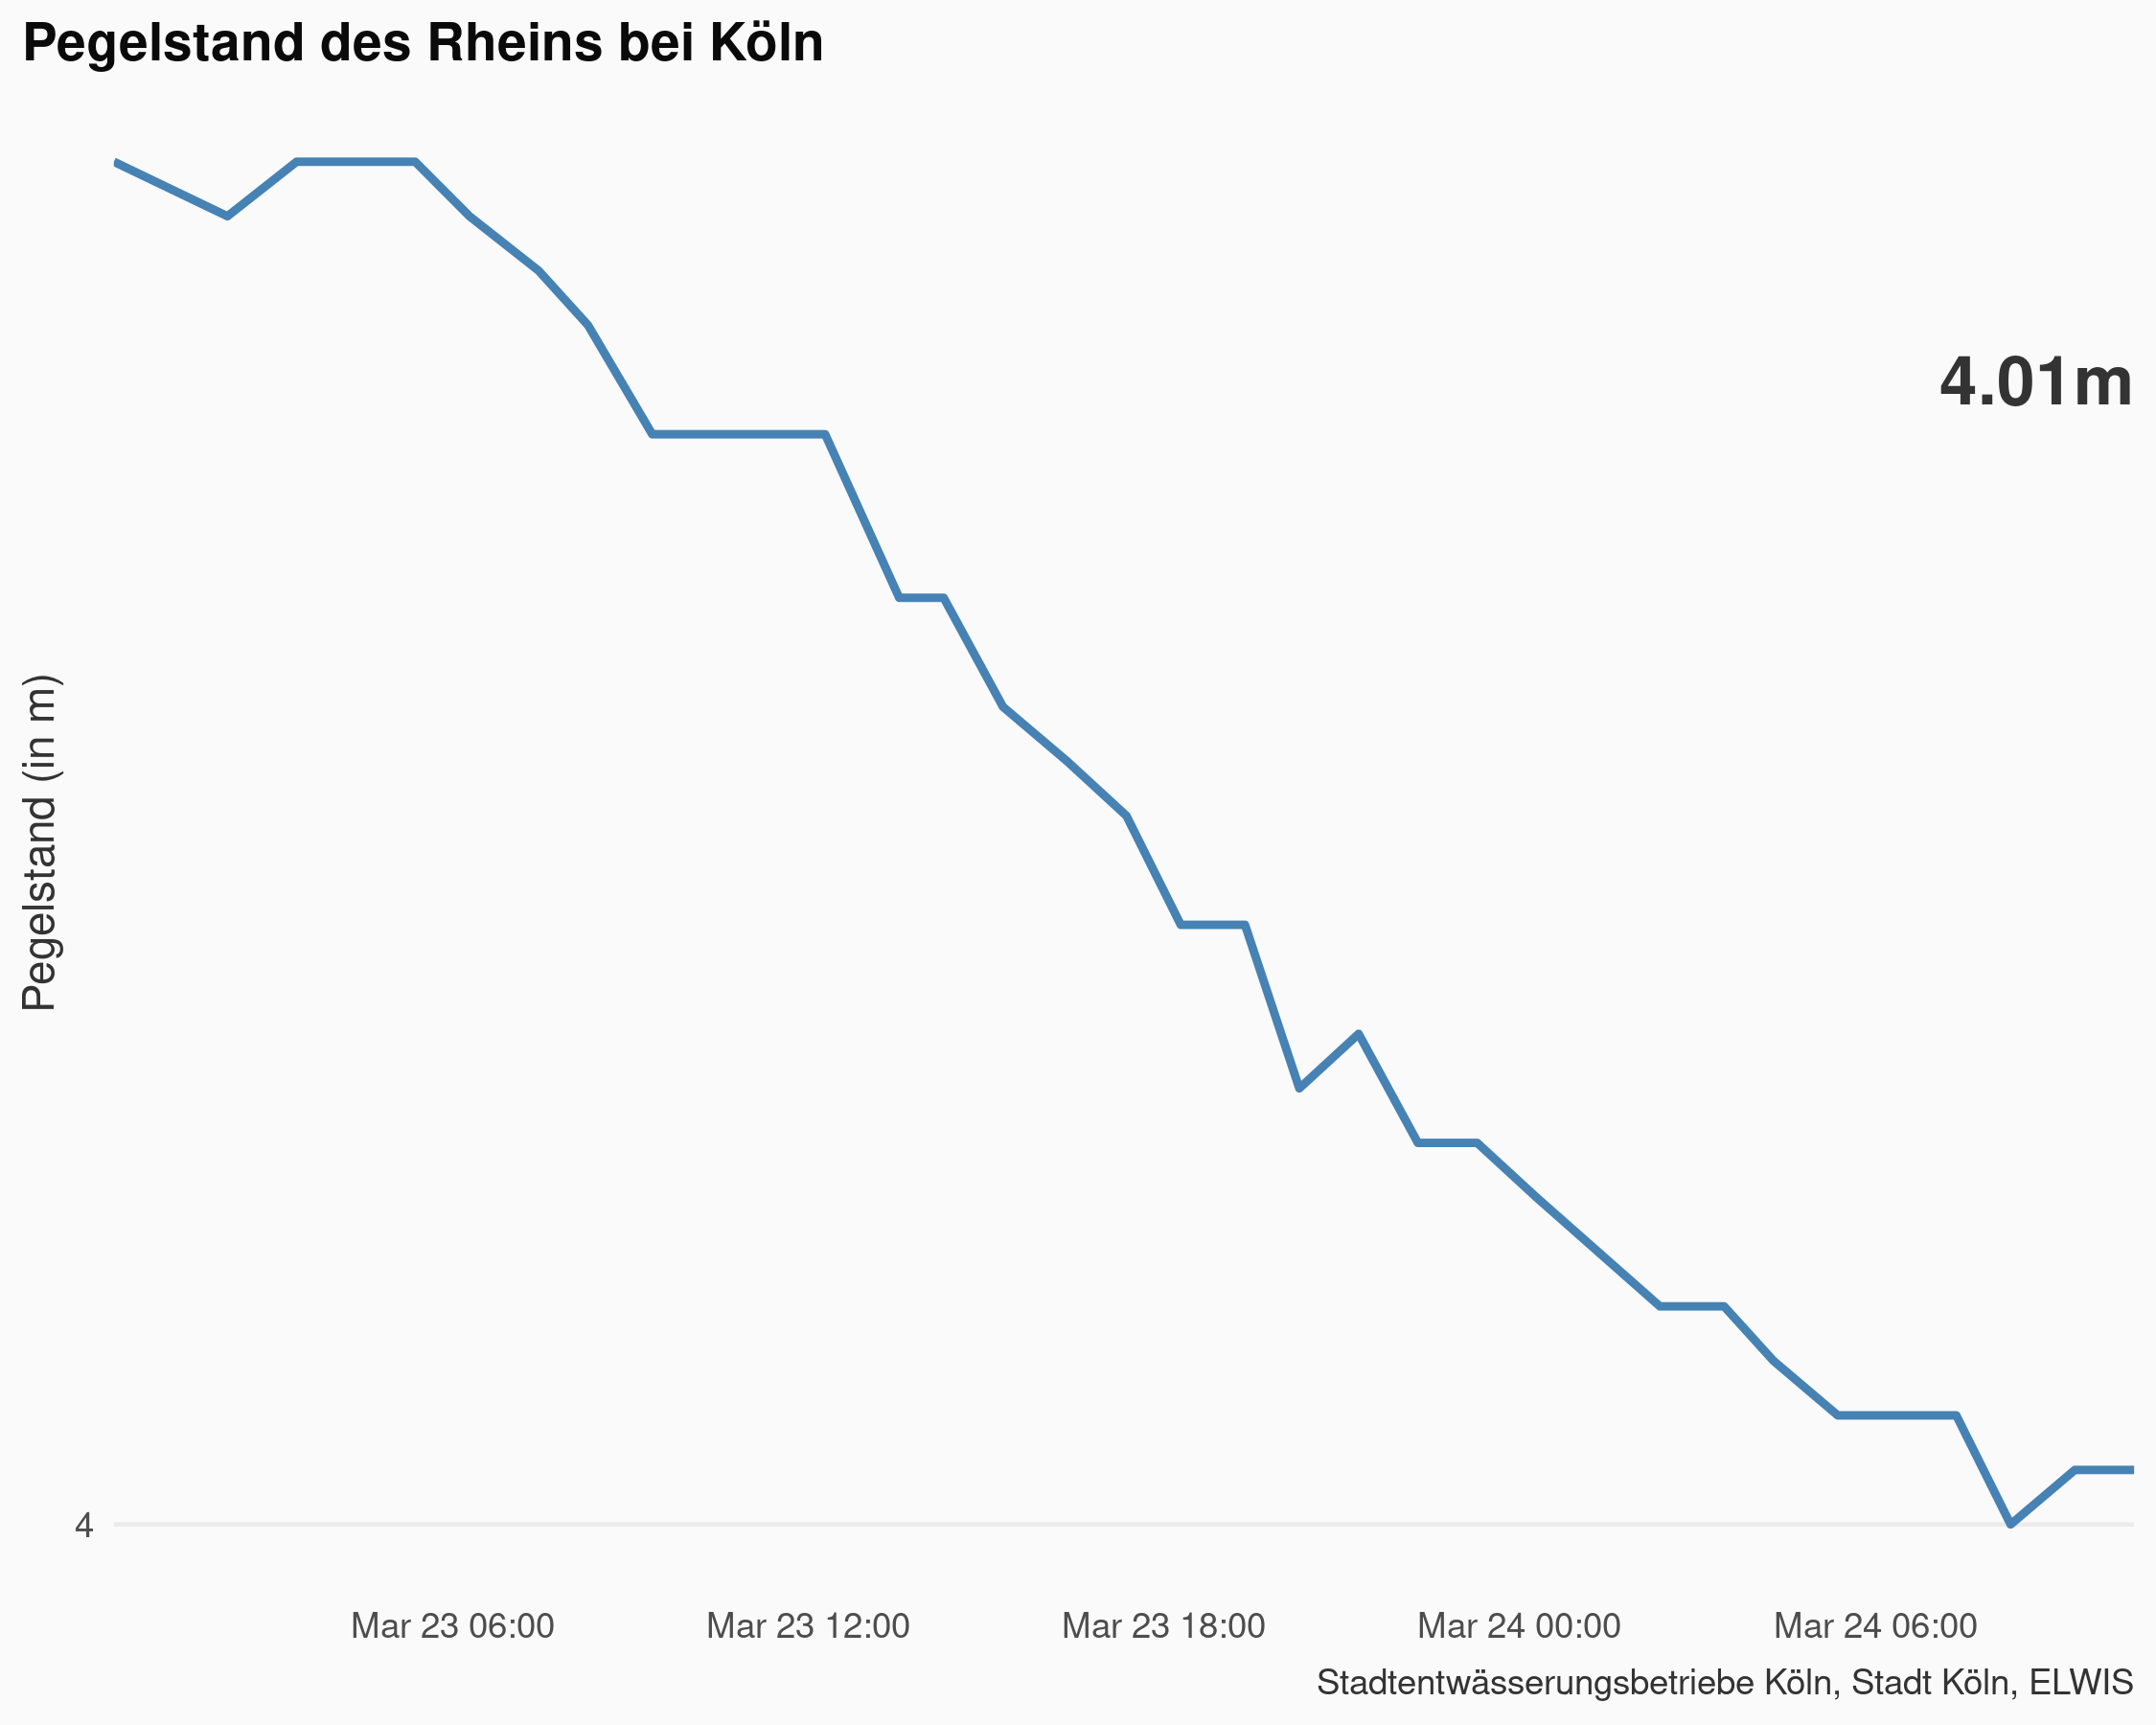 Pegelstand des Rheins bei Köln
4.01m
Pegelstand (in m)
4
Mar 23 06:00
Mar 23 12:00
Mar 23 18:00
Mar 24 00:00
Mar 24 06:00
Stadtentwässerungsbetriebe Köln, Stadt Köln, ELWIS